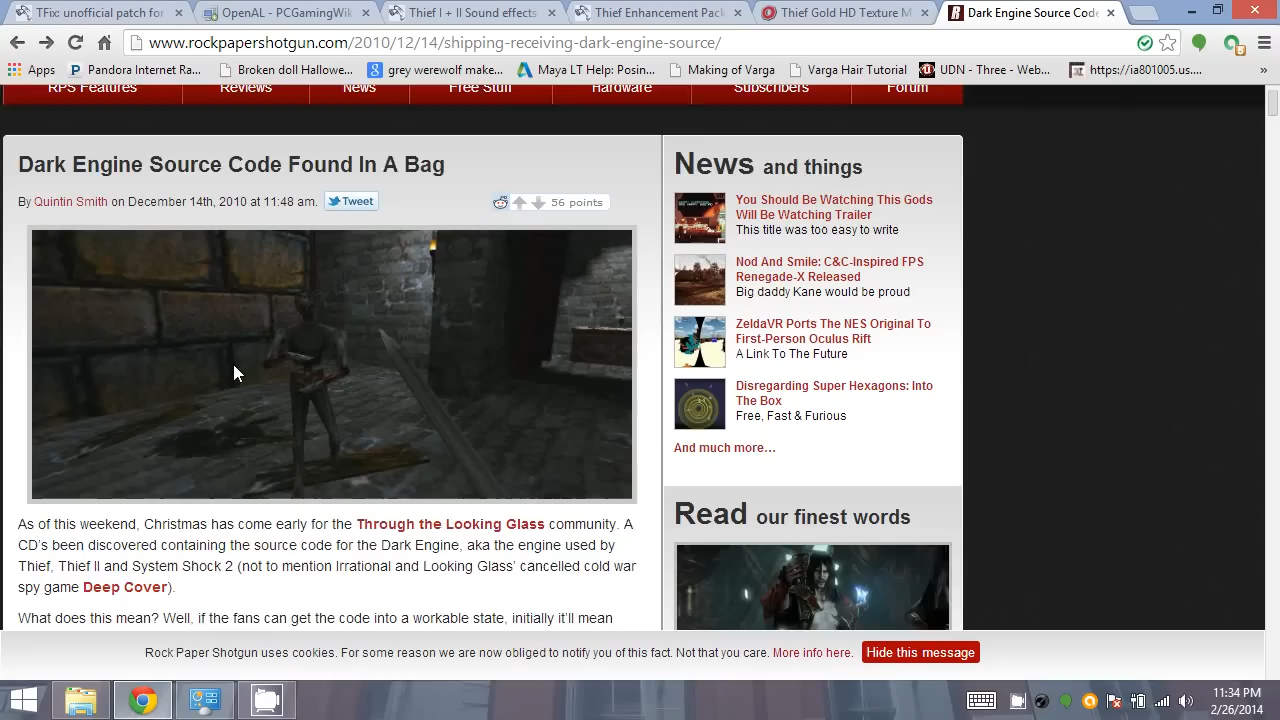 TFix: unofficial patch for
OpenAL - PCGamingWik
Thief I + II Sound effects
Thief Enhancement Pack
Thief Gold HD Texture M
Dark Engine Source Code
www.rockpapershotgun.com/2010/12/14/shipping-receiving-dark-engine-source/
Apps
Pandora Internet Ra...
Broken doll Hallowe...
grey werewolf make...
Maya LT Help: Posin...
Making of Varga
Varga Hair Tutorial
UDN - Three - Web...
https://ia801005.us....
»
RPS Features
Reviews
News
Free Stuff
Hardware
Subscribers
Forum
Dark Engine Source Code Found In A Bag
By Quintin Smith on December 14th, 2010 at 11:
am.
Tweet
56 points
As of this weekend, Christmas has come early for the Through the Looking Glass community. A
CD's been discovered containing the source code for the Dark Engine, aka the engine used by
Thief, Thief II and System Shock 2 (not to mention Irrational and Looking Glass' cancelled cold war
spy game Deep Cover).
What does this mean? Well, if the fans can get the code into a workable state, initially it'll mean
News and things
You Should Be Watching This Gods
Will Be Watching Trailer
This title was too easy to write
Nod And Smile: C&C-Inspired FPS
Renegade-X Released
Big daddy Kane would be proud
ZeldaVR Ports The NES Original To
First-Person Oculus Rift
A Link To The Future
Disregarding Super Hexagons: Into
The Box
Free, Fast & Furious
And much more...
Read our finest words
Rock Paper Shotgun uses cookies. For some reason we are now obliged to notify you of this fact. Not that you care. More info here.
Hide this message
11:34 PM
2/26/2014